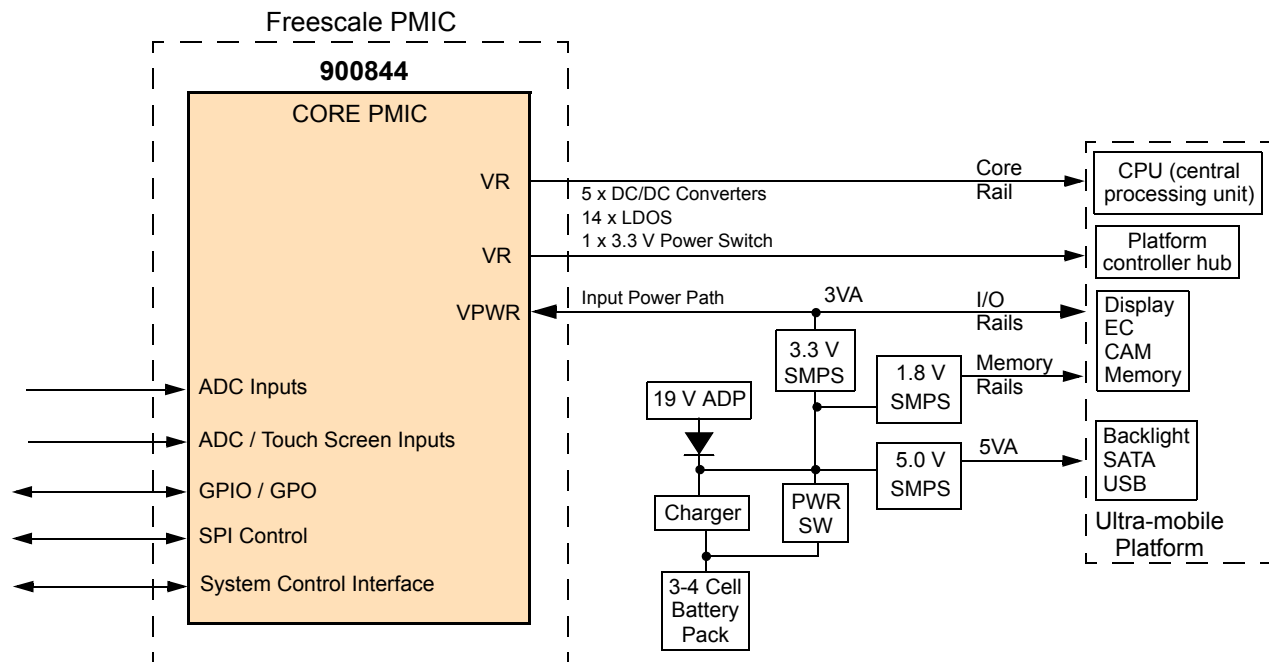 Freescale PMIC
900844
CORE PMIC
VR
5 x DC/DC Converters
14 x LDOS
1 x 3.3 V Power Switch
VR
VPWR
Input Power Path
3VA
Core
Rail
I/O
Rails
Memory
Rails
5VA
ADC Inputs
ADC / Touch Screen Inputs
GPIO / GPO
SPI Control
System Control Interface
3.3 V
SMPS
1.8 V
SMPS
19 V ADP
5.0 V
SMPS
Charger
PWR
SW
3-4 Cell
Battery
Pack
CPU (central
processing unit)
Platform
controller hub
Display
EC
CAM
Memory
Backlight
SATA
USB
Ultra-mobile
Platform